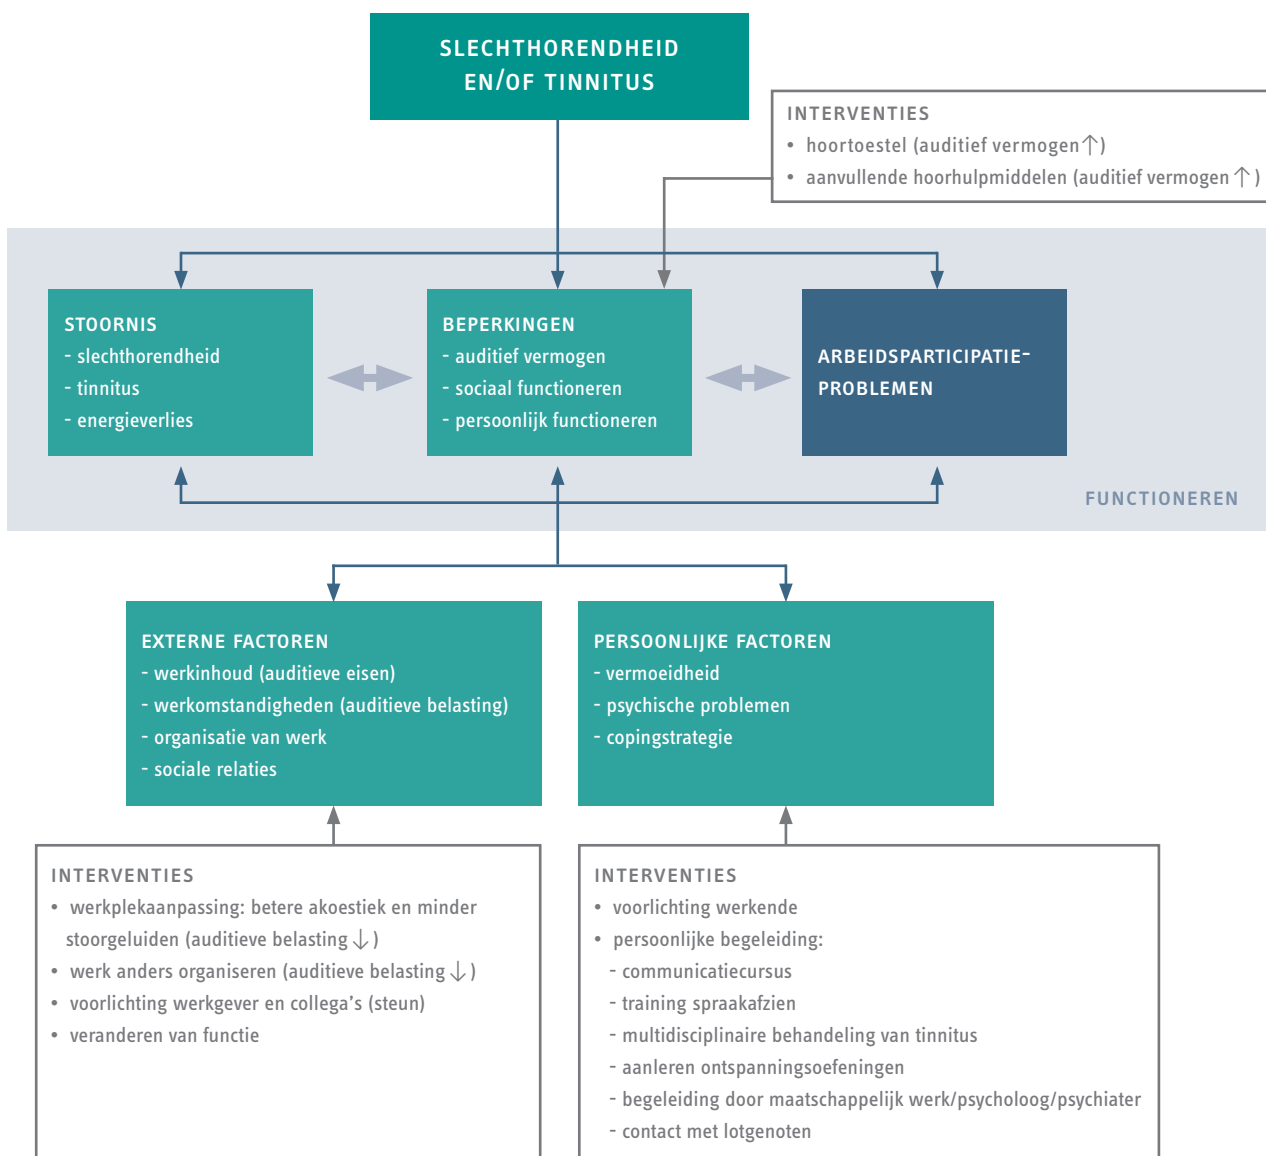 SLECHTHORENDHEID
EN/OF TINNITUS
INTERVENTIES
• hoortoestel (auditief vermogen ↑)
• aanvullende hoorhulpmiddelen (auditief vermogen ↑ )
STOORNIS
- slechthorendheid
- tinnitus
- energieverlies
BEPERKINGEN
- auditief vermogen
- sociaal functioneren
- persoonlijk functioneren
ARBEIDSPARTICIPATIE-
PROBLEMEN
FUNCTIONEREN
EXTERNE FACTOREN
- werkinhoud (auditieve eisen)
- werkomstandigheden (auditieve belasting)
- organisatie van werk
- sociale relaties
PERSOONLIJKE FACTOREN
- vermoeidheid
- psychische problemen
- copingstrategie
INTERVENTIES
• werkplekaanpassing: betere akoestiek en minder
stoorgeluiden (auditieve belasting ↓ )
• werk anders organiseren (auditieve belasting ↓ )
• voorlichting werkgever en collega's (steun)
• veranderen van functie
INTERVENTIES
• voorlichting werkende
• persoonlijke begeleiding:
- communicatiecursus
- training spraakafzien
- multidisciplinaire behandeling van tinnitus
- aanleren ontspanningsoefeningen
- begeleiding door maatschappelijk werk/psycholoog/psychiater
- contact met lotgenoten